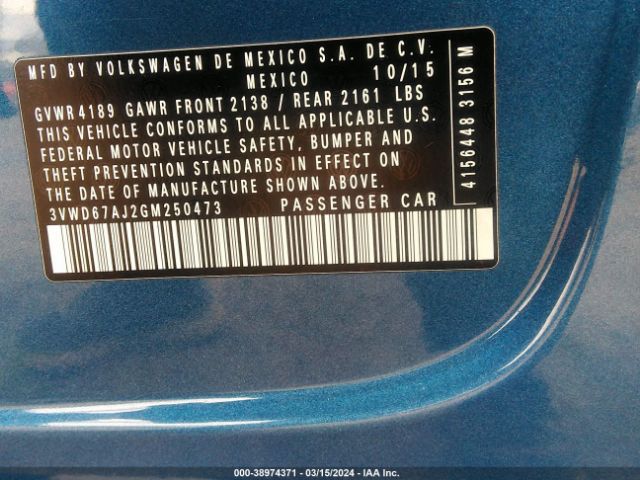 MFD BY VOLKSWAGEN DE MEXICO S.A. DE C.V.
MEXICO 10/15
GVWR 4189 GAWR FRONT 2138 / REAR 2161 LBS
THIS VEHICLE CONFORMS TO ALL APPLICABLE U.S.
FEDERAL MOTOR VEHICLE SAFETY, BUMPER AND
THEFT PREVENTION STANDARDS IN EFFECT ON
THE DATE OF MANUFACTURE SHOWN ABOVE.
3VWD67AJ2GM250473 PASSENGER CAR
4156448 3156 M
000-38974371 - 03/15/2024 - IAA Inc.